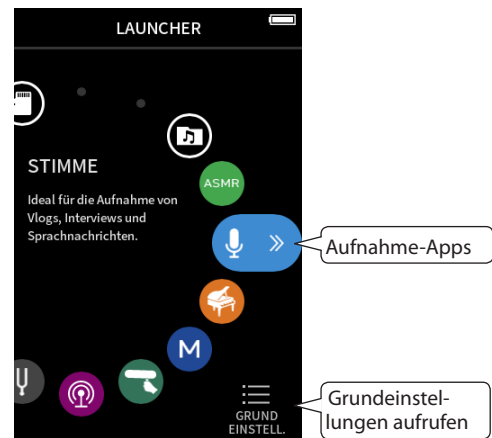 LAUNCHER
STIMME
Ideal für die Aufnahme von
Vlogs, Interviews und
Sprachnachrichten.
ASMR
Aufnahme-Apps
M
GRUND
EINSTELL.
Grundeinstel-
lungen aufrufen